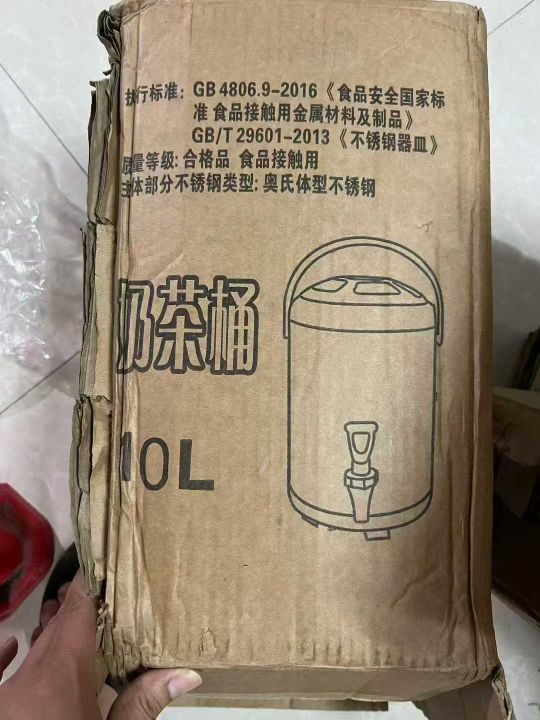 执行标准: GB 4806.9-2016《食品安全国家标
准 食品接触用金属材料及制品》
GB/T 29601-2013《不锈钢器皿》
质量等级: 合格品 食品接触用
主体部分不锈钢类型: 奥氏体型不锈钢
奶茶桶
10L